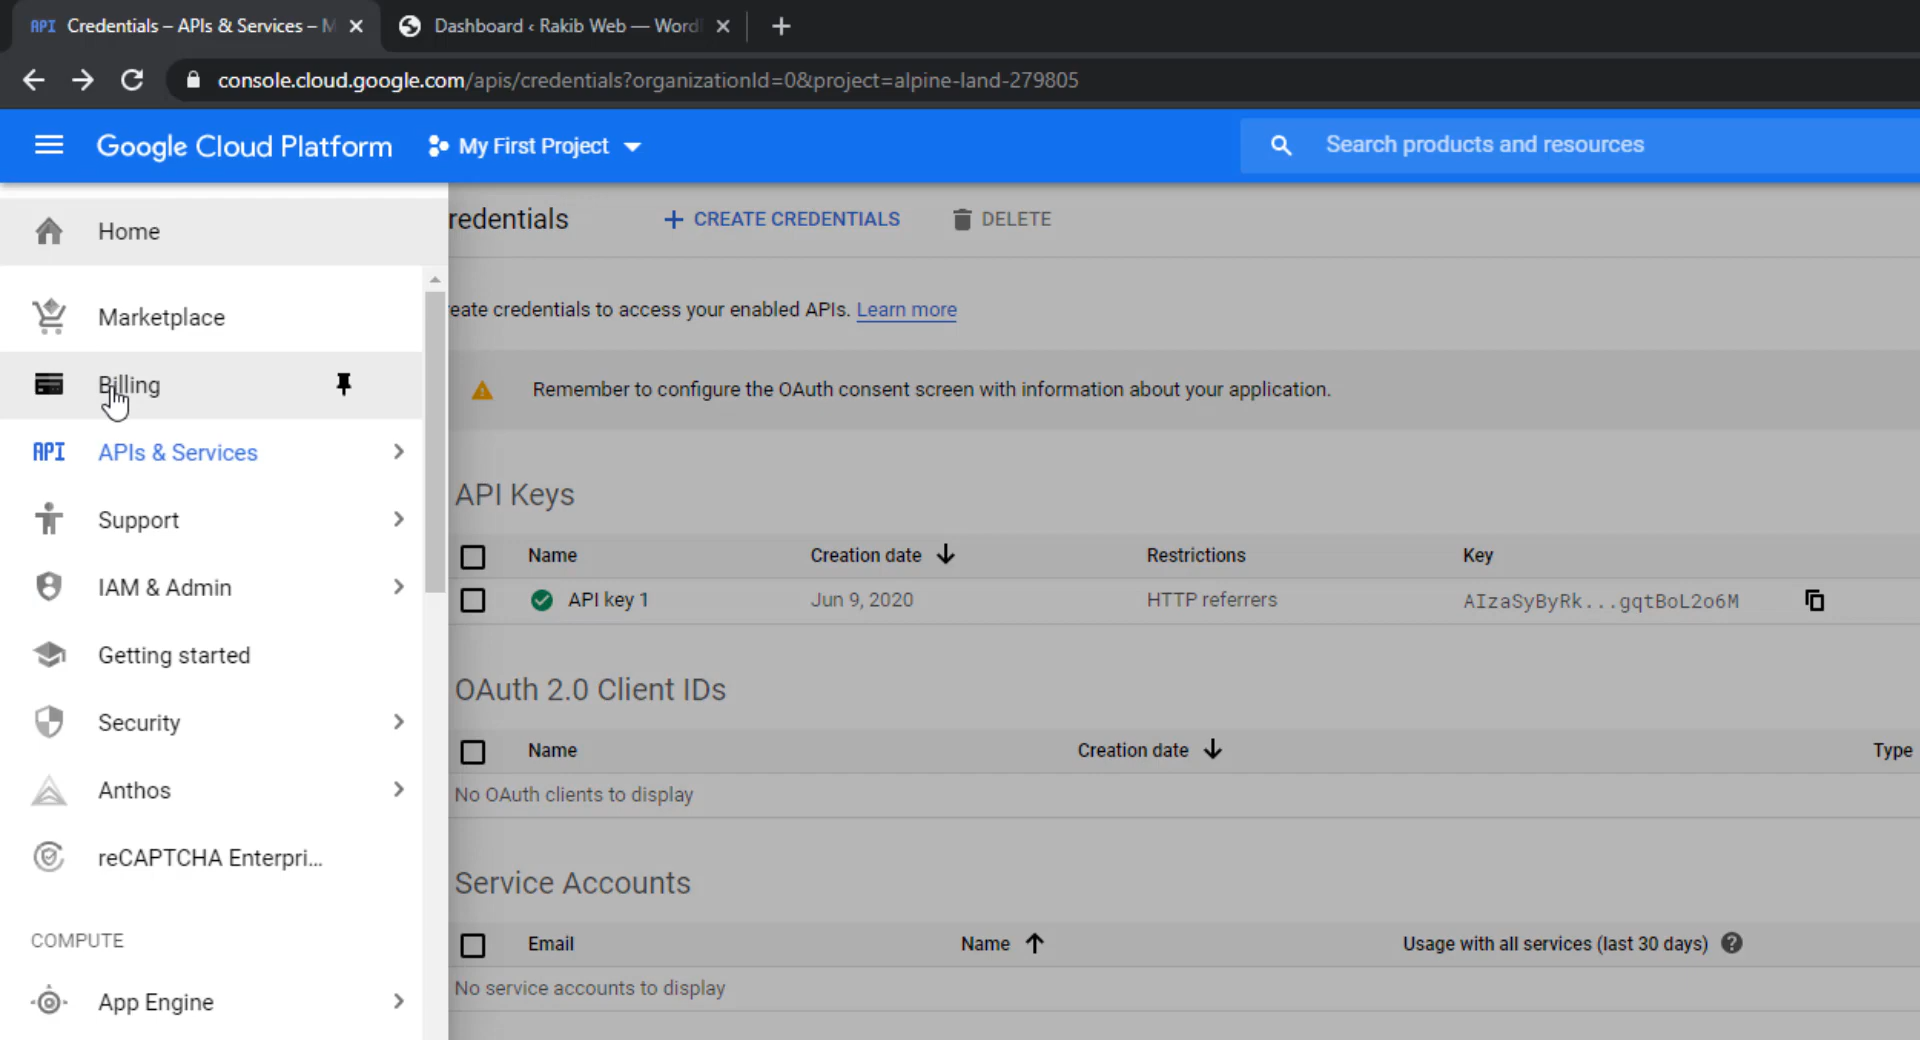 API Credentials – APIs & Services – M
Dashboard ‹ Rakib Web — Word
console.cloud.google.com/apis/credentials?organizationId=0&project=alpine-land-279805
Google Cloud Platform
My First Project
Search products and resources
Home
redentials
CREATE CREDENTIALS
DELETE
Marketplace
reate credentials to access your enabled APIs. Learn more
Billing
Remember to configure the OAuth consent screen with information about your application.
API APIs & Services
Support
IAM & Admin
Getting started
Security
Anthos
reCAPTCHA Enterpri...
COMPUTE
App Engine
API Keys
Name Creation date Restrictions Key
API key 1 Jun 9, 2020 HTTP referrers AIzaSyByRk...gqtBoL2o6M
OAuth 2.0 Client IDs
Name Creation date Type
No OAuth clients to display
Service Accounts
Email Name Usage with all services (last 30 days) ?
No service accounts to display